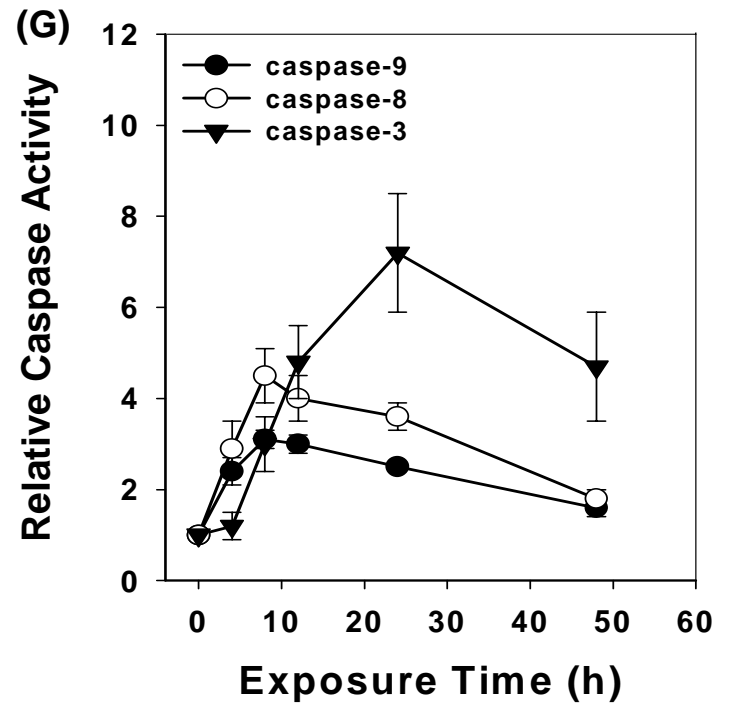 (G)
Relative Caspase Activity
12
10
8
6
4
2
0
caspase-9
caspase-8
caspase-3
0 10 20 30 40 50 60
Exposure Time (h)